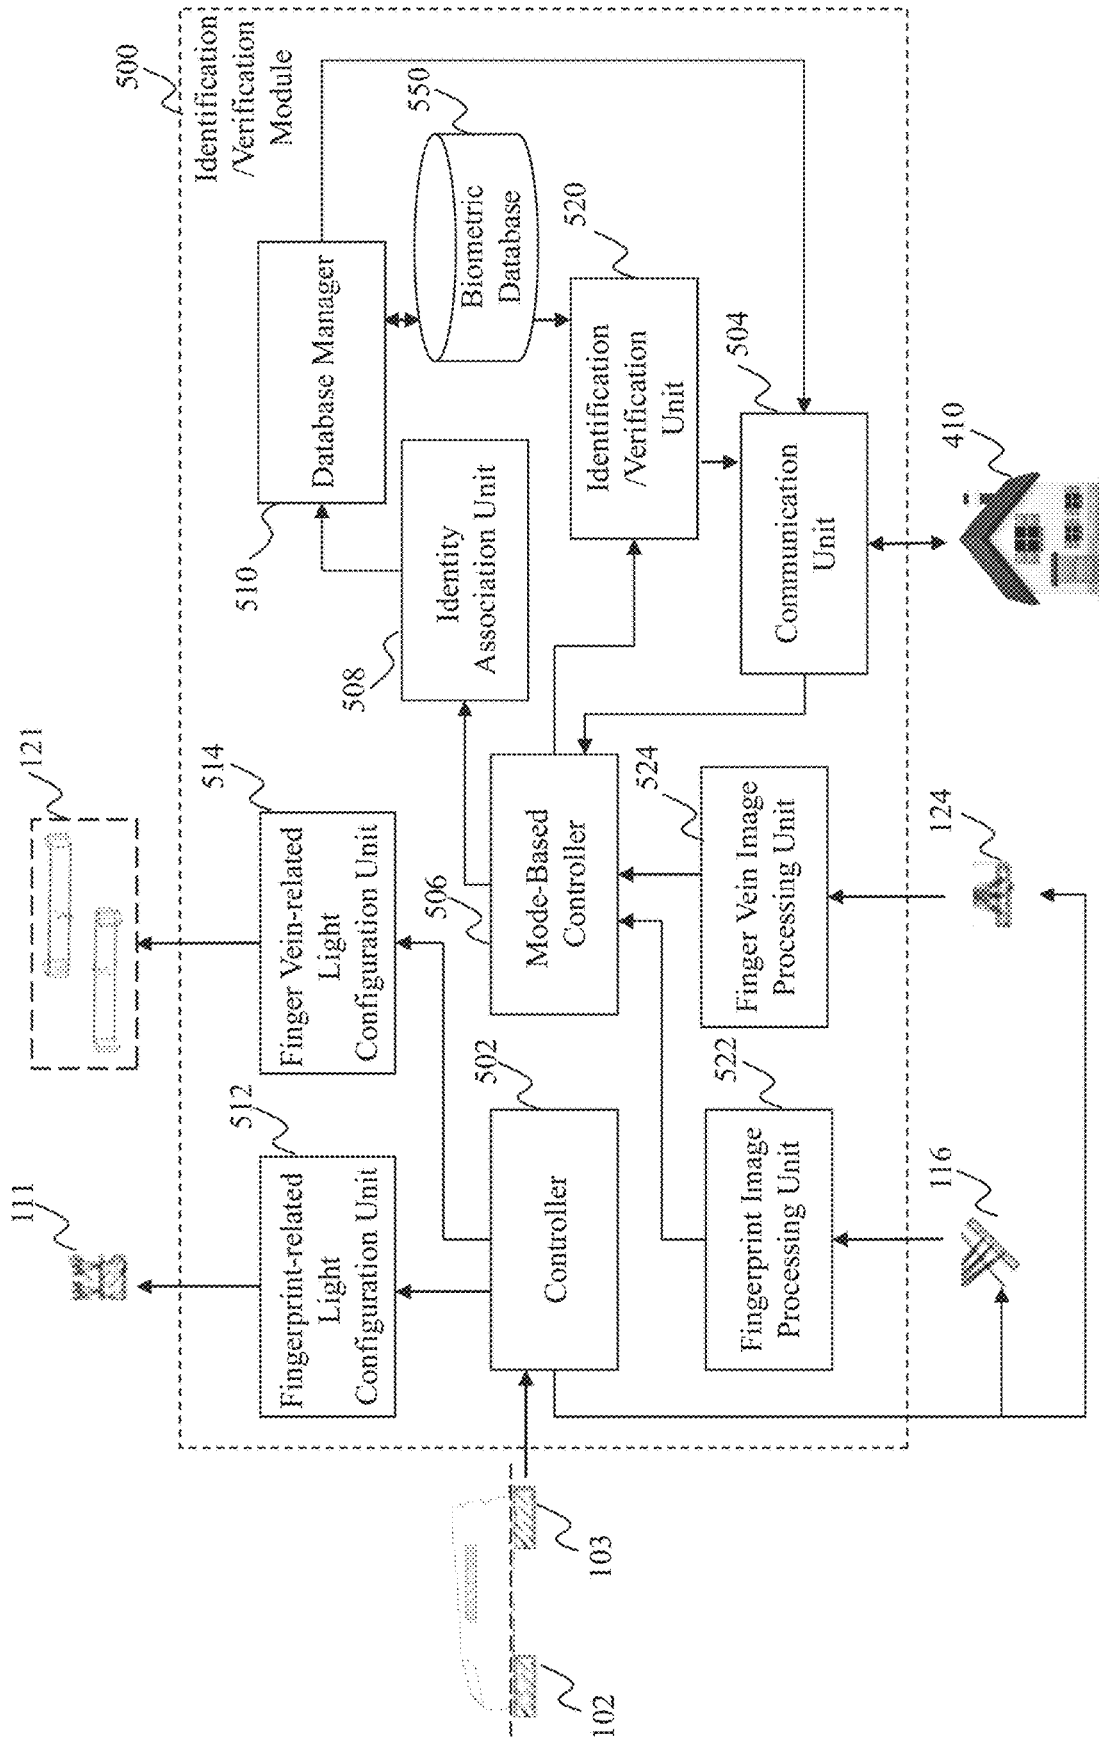 500
Identification
/Verification
Module
121
111
514
512
Finger Vein-related
Light
Configuration Unit
Fingerprint-related
Light
Configuration Unit
510
Database Manager
550
Biometric
Database
508
Identity
Association Unit
520
Identification
/Verification
Unit
504
Communication
Unit
506
Mode-Based
Controller
502
Controller
524
Finger Vein Image
Processing Unit
522
Fingerprint Image
Processing Unit
102
103
116
124
410